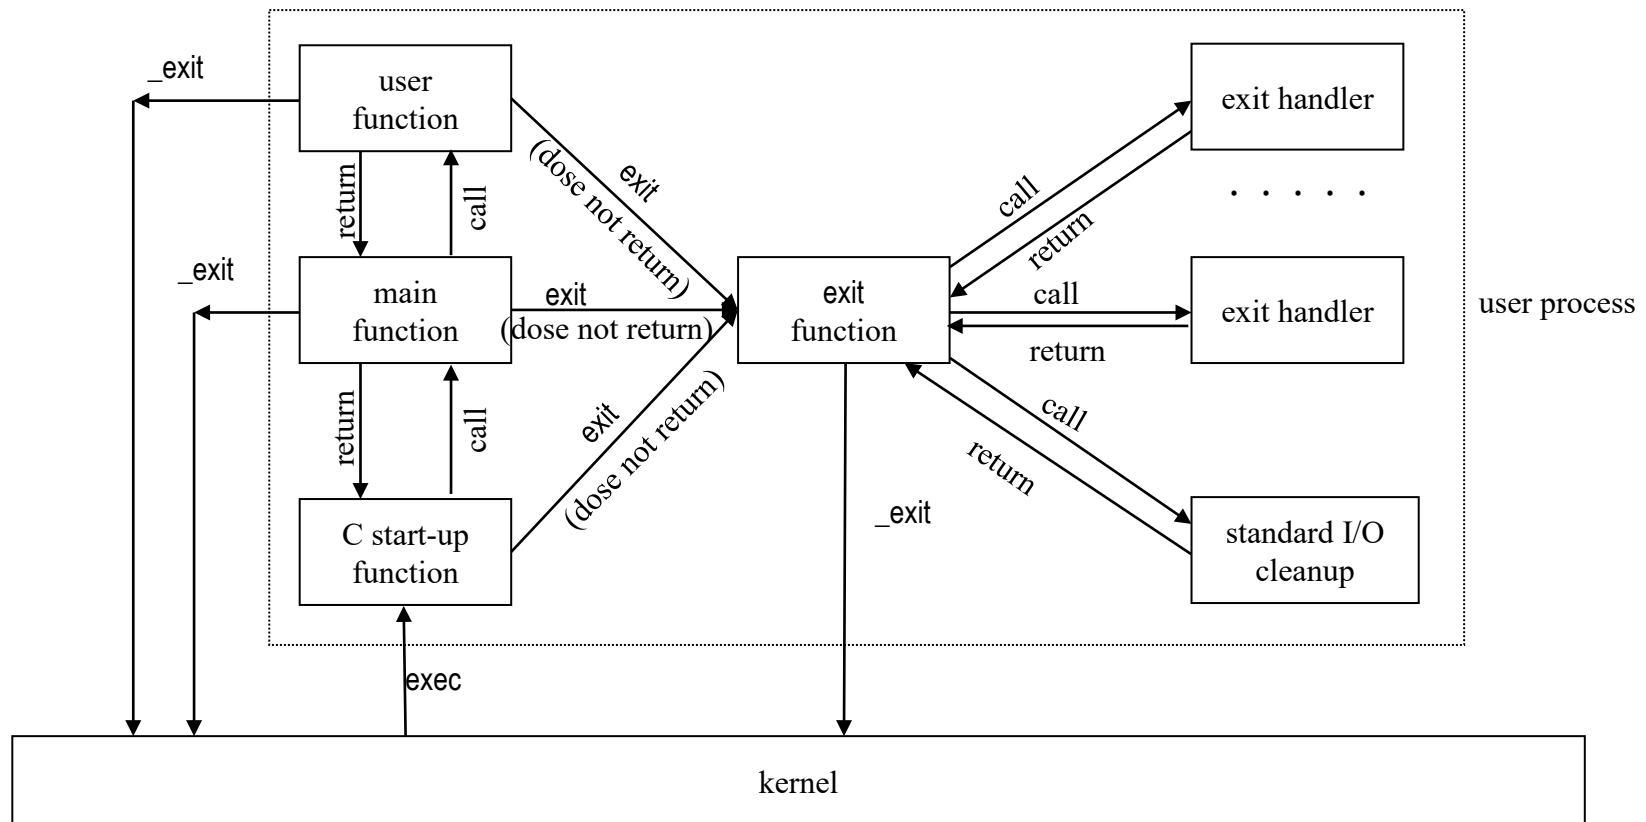 _exit
user
function
exit handler
exit
(dose not return)
call
return
. . . . .
return
call
_exit
main
function
exit
(dose not return)
exit
function
call
return
exit handler
user process
return
call
exit
(dose not return)
call
return
C start-up
function
_exit
standard I/O
cleanup
exec
kernel